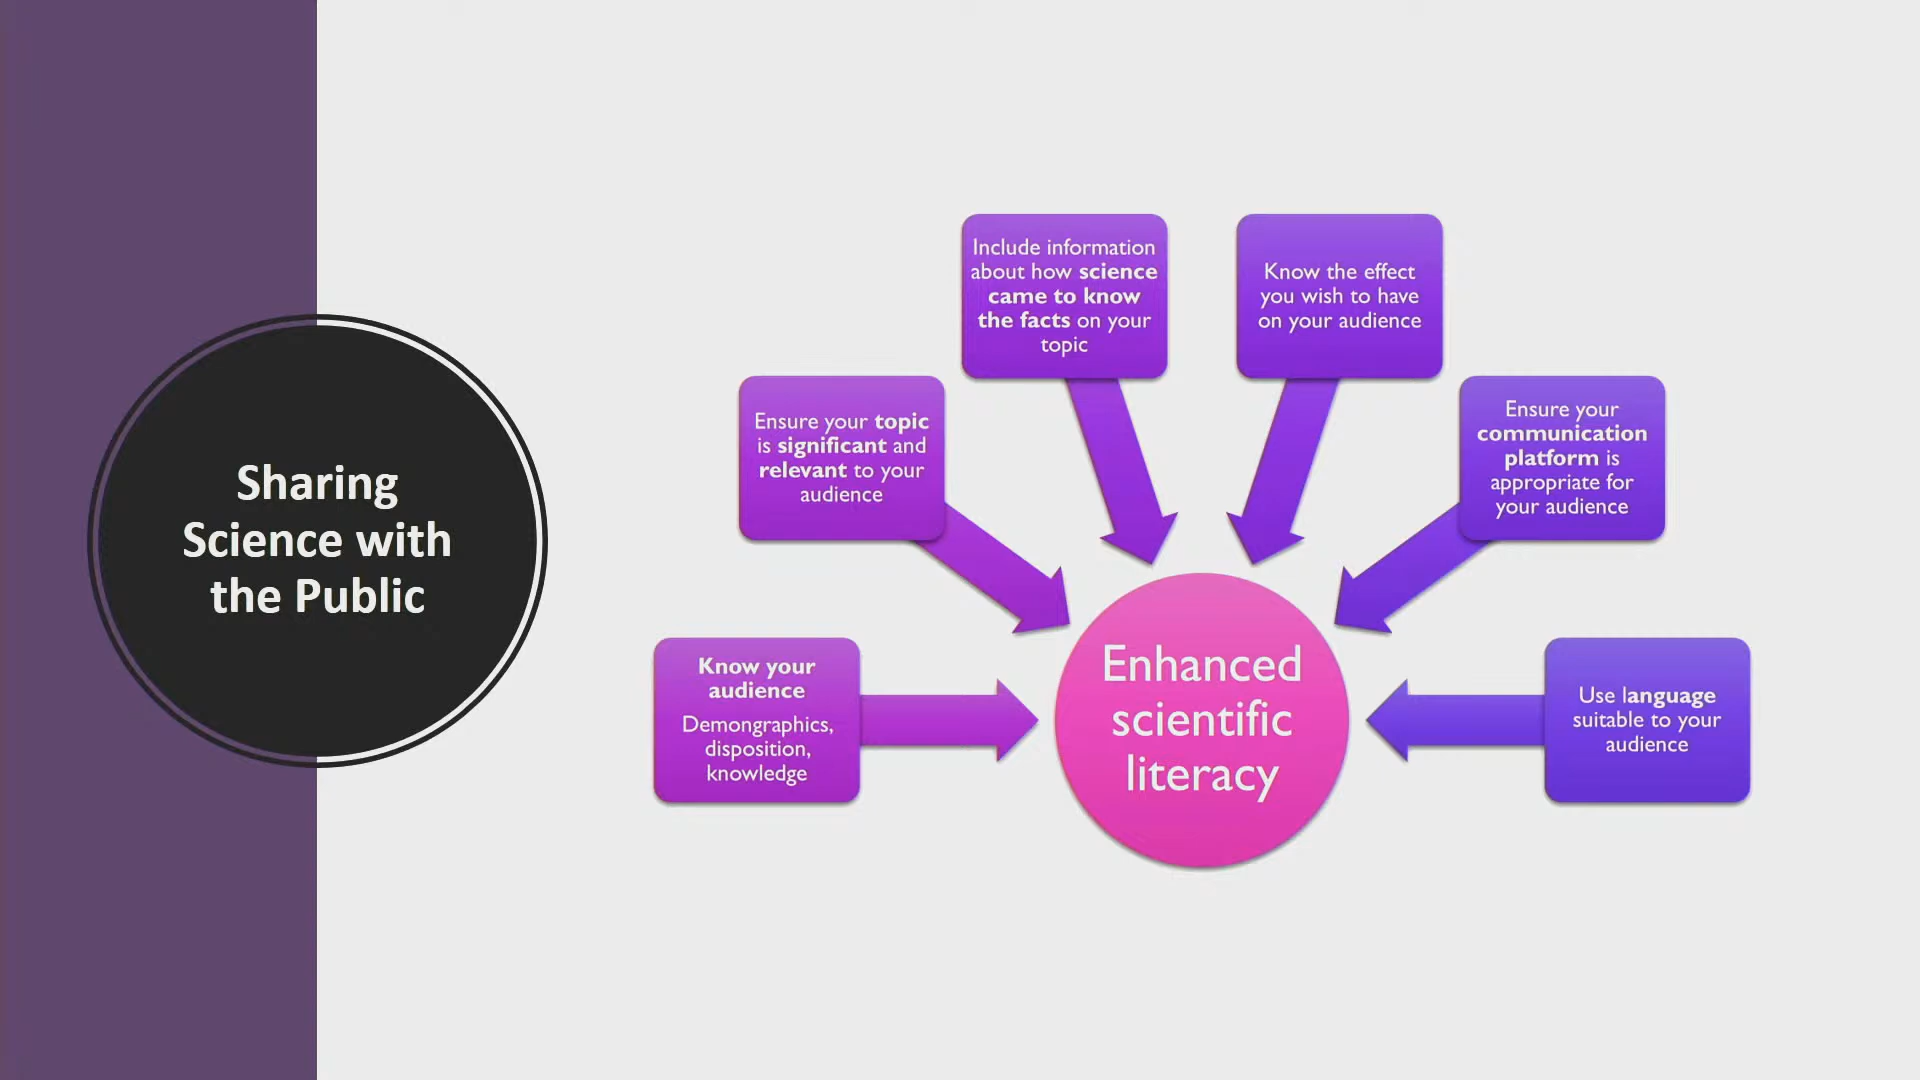 Sharing
Science with
the Public
Know your
audience
Demongraphics,
disposition,
knowledge
Ensure your topic
is significant and
relevant to your
audience
Include information
about how science
came to know
the facts on your
topic
Know the effect
you wish to have
on your audience
Ensure your
communication
platform is
appropriate for
your audience
Use language
suitable to your
audience
Enhanced
scientific
literacy